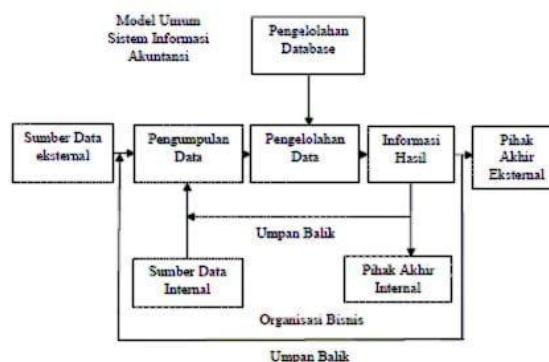 Model Umum
Sistem Informasi
Akuntansi
Pengelolahan
Database
Sumber Data
eksternal
Pengumpulan
Data
Pengelolahan
Data
Informasi
Hasil
Pihak
Akhir
Eksternal
Umpan Balik
Sumber Data
Internal
Pihak Akhir
Internal
Organisasi Bisnis
Umpan Balik